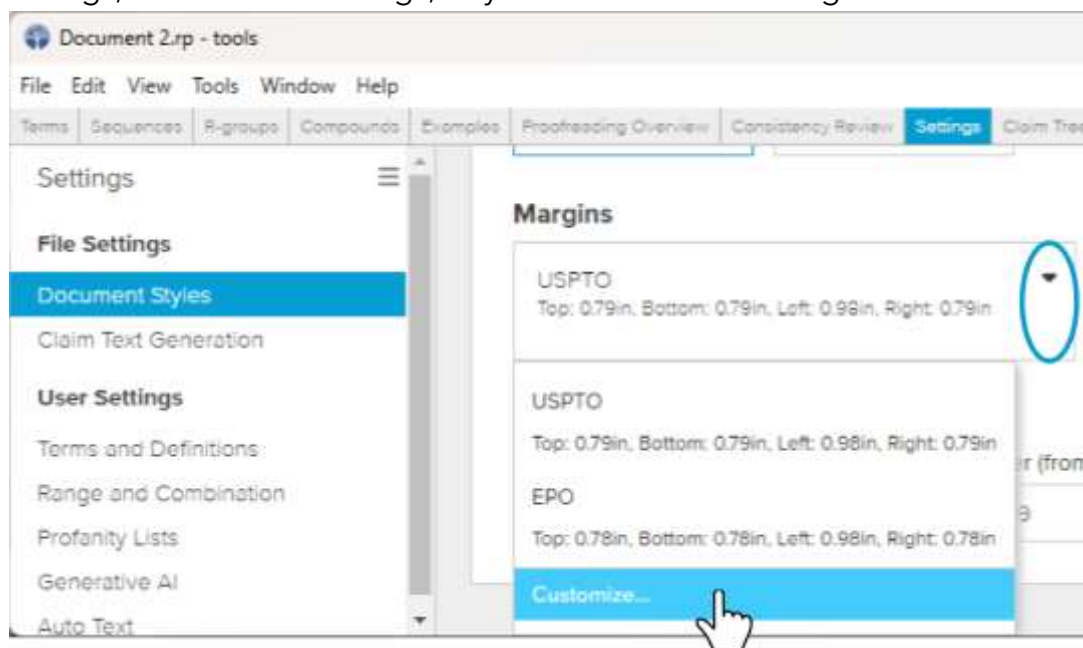 Document 2.rp - tools
File Edit View Tools Window Help
Terms Sequences R-groups Compounds Examples Proofreading Overview Consistency Review Settings Claim Tree
Settings
File Settings
Document Styles
Claim Text Generation
User Settings
Terms and Definitions
Range and Combination
Profanity Lists
Generative AI
Auto Text
Margins
USPTO
Top: 0.79in, Bottom: 0.79in, Left: 0.98in, Right: 0.79in
USPTO
Top: 0.79in, Bottom: 0.79in, Left: 0.98in, Right: 0.79in
EPO
Top: 0.78in, Bottom: 0.78in, Left: 0.98in, Right: 0.78in
Customize...
(from